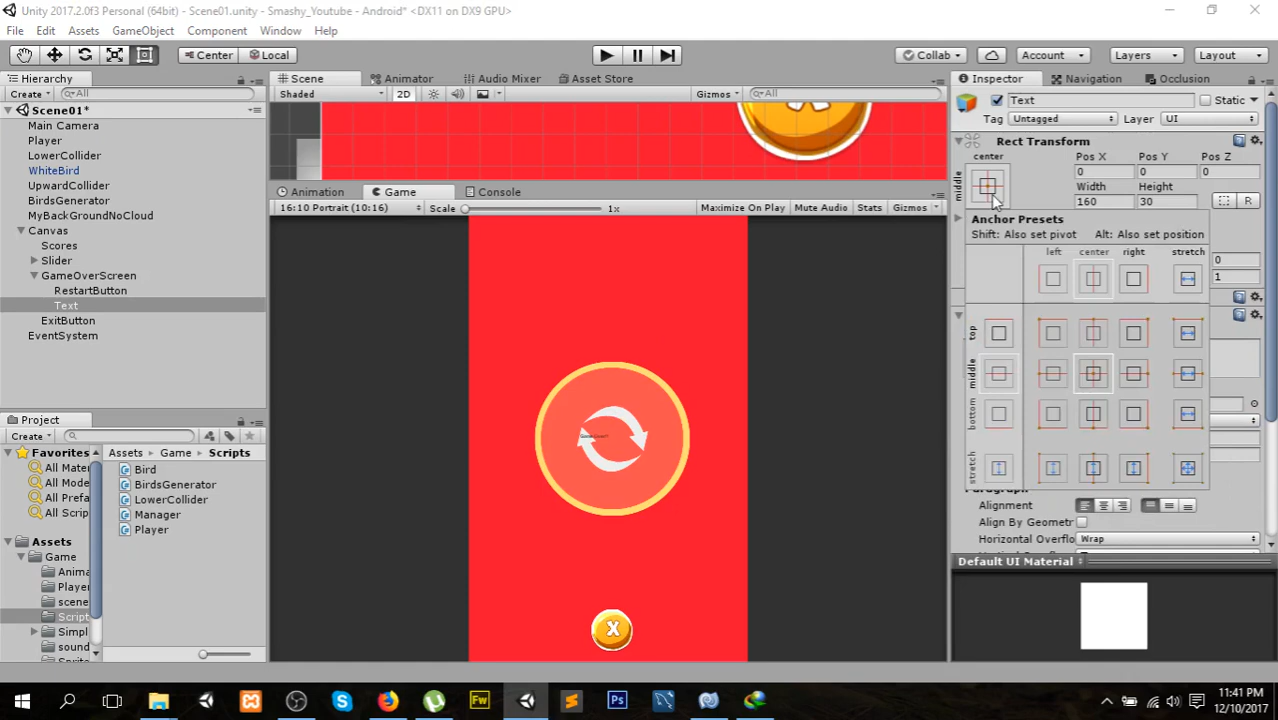 Unity 2017.2.0f3 Personal (64bit) - Scene01.unity - Smashy_Youtube - Android* <DX11 on DX9 GPU>
File Edit Assets GameObject Component Window Help
Center Local Collab Account Layers Layout
Hierarchy
Create All
Scene01*
Main Camera
Player
LowerCollider
WhiteBird
UpwardCollider
BirdsGenerator
MyBackGroundNoCloud
Canvas
Scores
Slider
GameOverScreen
RestartButton
Text
ExitButton
EventSystem
Scene Animator Audio Mixer Asset Store
Shaded 2D Gizmos All
Animation Game Console
16:10 Portrait (10:16) Scale 1x Maximize On Play Mute Audio Stats Gizmos
X
Inspector Navigation Occlusion
Text Static
Tag Untagged Layer UI
Rect Transform
center Pos X Pos Y Pos Z
middle 0 0 0
Width Height
160 30 R
Anchor Presets
Shift: Also set pivot Alt: Also set position
left center right stretch
0
1
top
middle
bottom
stretch
Alignment
Align By Geometr
Horizontal Overflo Wrap
Default UI Material
Project
Create
Favorites
All Mater
All Mode
All Prefa
All Scrip
Assets
Game
Anima
Player
scene
Script
Simpl
soun
Assets Game Scripts
Bird
BirdsGenerator
LowerCollider
Manager
Player
Fw Ps
11:41 PM
12/10/2017